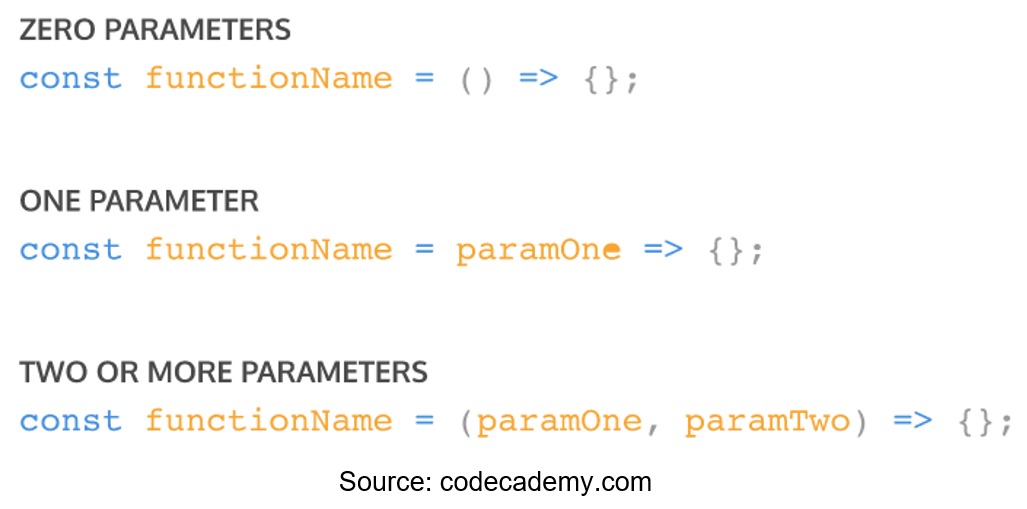 ZERO PARAMETERS
const functionName = () => {};
ONE PARAMETER
const functionName = paramOne => {};
TWO OR MORE PARAMETERS
const functionName = (paramOne, paramTwo) => {};
Source: codecademy.com